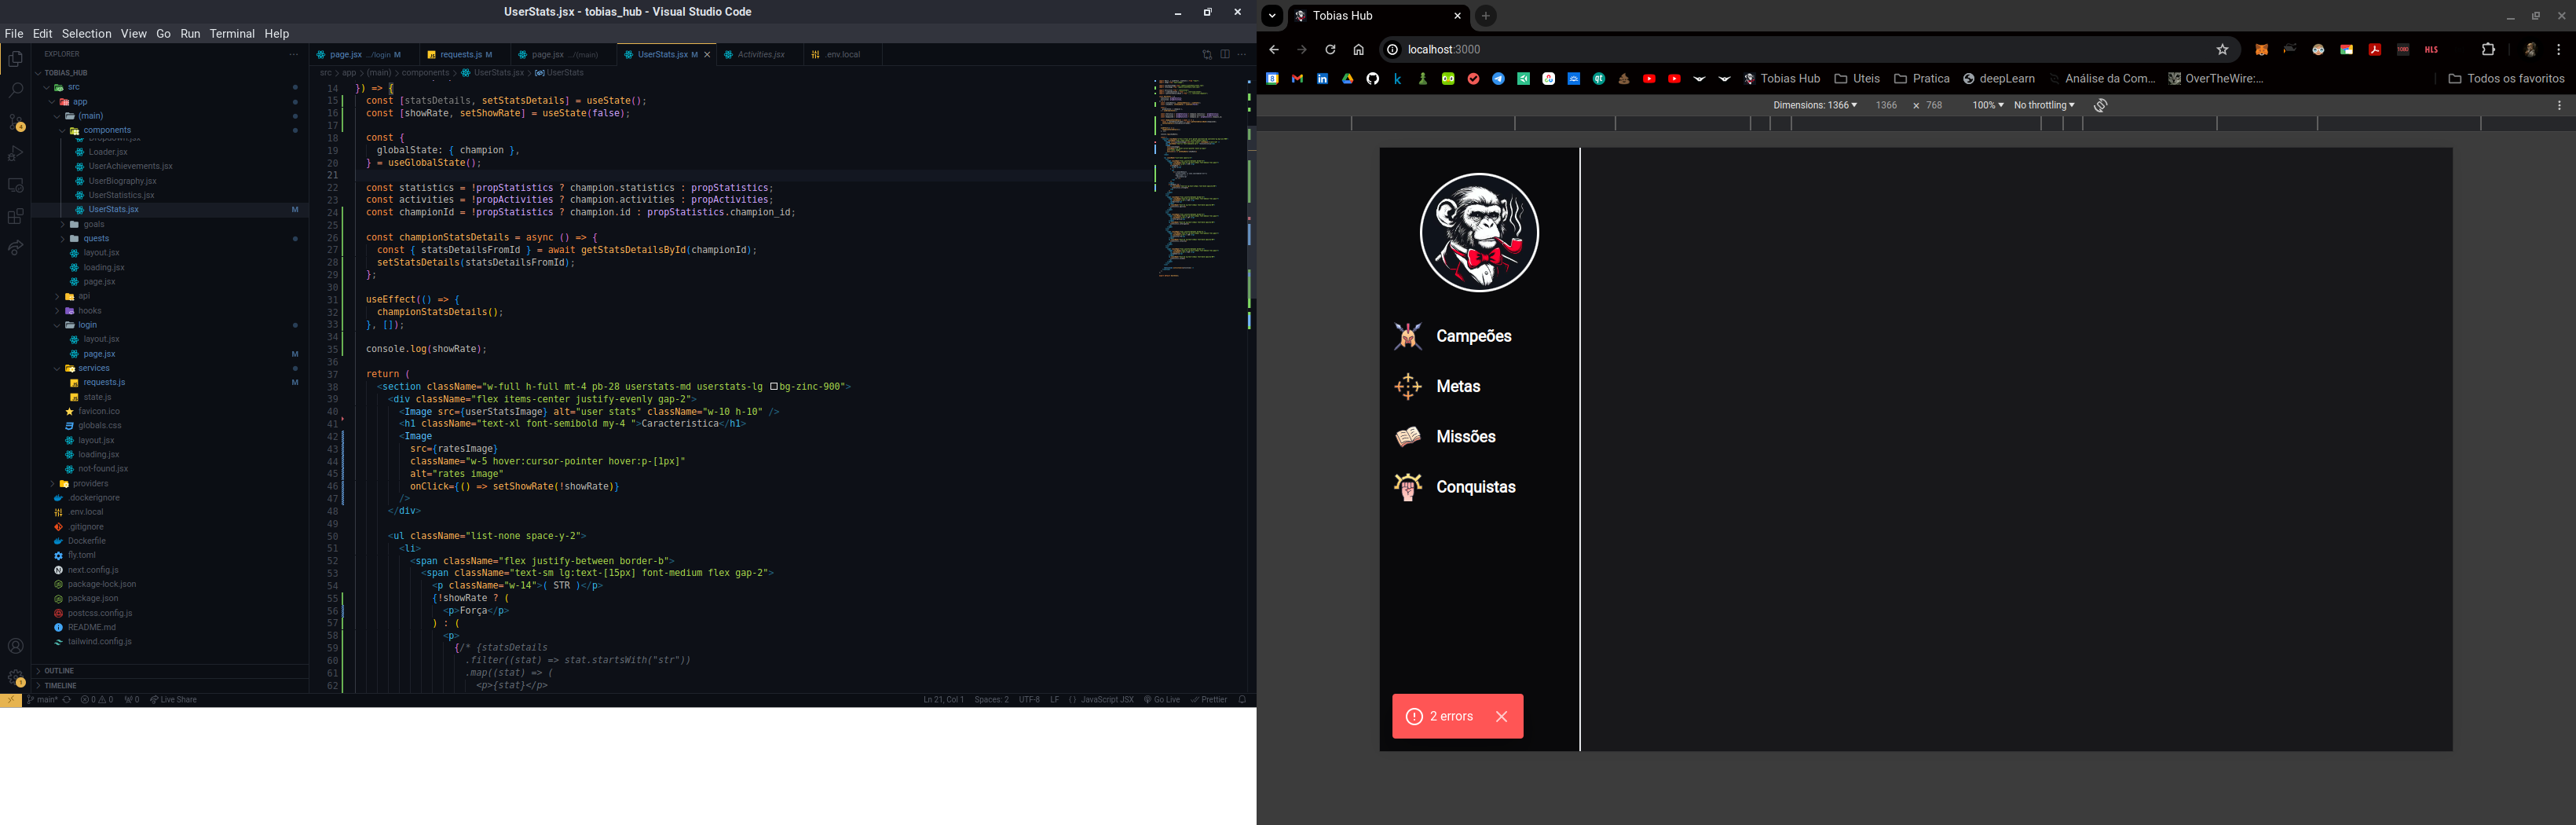 UserStats.jsx - tobias_hub - Visual Studio Code
File Edit Selection View Go Run Terminal Help
EXPLORER
TOBIAS_HUB
src
app
(main)
components
Dropdown.jsx
Loader.jsx
UserAchievements.jsx
UserBiography.jsx
UserStatistics.jsx
UserStats.jsx M
goals
quests
layout.jsx
loading.jsx
page.jsx
api
hooks
login
layout.jsx
page.jsx M
services
requests.js M
state.js
favicon.ico
globals.css
layout.jsx
loading.jsx
not-found.jsx
providers
.dockerignore
.env.local
.gitignore
Dockerfile
fly.toml
next.config.js
package-lock.json
package.json
postcss.config.js
README.md
tailwind.config.js
OUTLINE
TIMELINE
page.jsx .../login M requests.js M page.jsx .../(main) UserStats.jsx M Activities.jsx .env.local
src > app > (main) > components > UserStats.jsx > UserStats
14 }) => {
15 const [statsDetails, setStatsDetails] = useState();
16 const [showRate, setShowRate] = useState(false);
17
18 const {
19 globalState: { champion },
20 } = useGlobalState();
21
22 const statistics = !propStatistics ? champion.statistics : propStatistics;
23 const activities = !propActivities ? champion.activities : propActivities;
24 const championId = !propStatistics ? champion.id : propStatistics.champion_id;
25
26 const championStatsDetails = async () => {
27 const { statsDetailsFromId } = await getStatsDetailsById(championId);
28 setStatsDetails(statsDetailsFromId);
29 };
30
31 useEffect(() => {
32 championStatsDetails();
33 }, []);
34
35 console.log(showRate);
36
37 return (
38 <section className="w-full h-full mt-4 pb-28 userstats-md userstats-lg bg-zinc-900">
39 <div className="flex items-center justify-evenly gap-2">
40 <Image src={userStatsImage} alt="user stats" className="w-10 h-10" />
41 <h1 className="text-xl font-semibold my-4 ">Caracteristica</h1>
42 <Image
43 src={ratesImage}
44 className="w-5 hover:cursor-pointer hover:p-[1px]"
45 alt="rates image"
46 onClick={() => setShowRate(!showRate)}
47 />
48 </div>
49
50 <ul className="list-none space-y-2">
51 <li>
52 <span className="flex justify-between border-b">
53 <span className="text-sm lg:text-[15px] font-medium flex gap-2">
54 <p className="w-14">( STR )</p>
55 {!showRate ? (
56 <p>Força</p>
57 ) : (
58 <p>
59 {/* {statsDetails
60 .filter((stat) => stat.startsWith("str"))
61 .map((stat) => (
62 <p>{stat}</p>
main* 0 0 0 Live Share Ln 21, Col 1 Spaces: 2 UTF-8 LF JavaScript JSX Go Live Prettier
Tobias Hub
localhost:3000
HLS
Tobias Hub Uteis Pratica deepLearn Análise da Com... OverTheWire:... Todos os favoritos
Dimensions: 1366 1366 × 768 100% No throttling
Campeões
Metas
Missões
Conquistas
2 errors